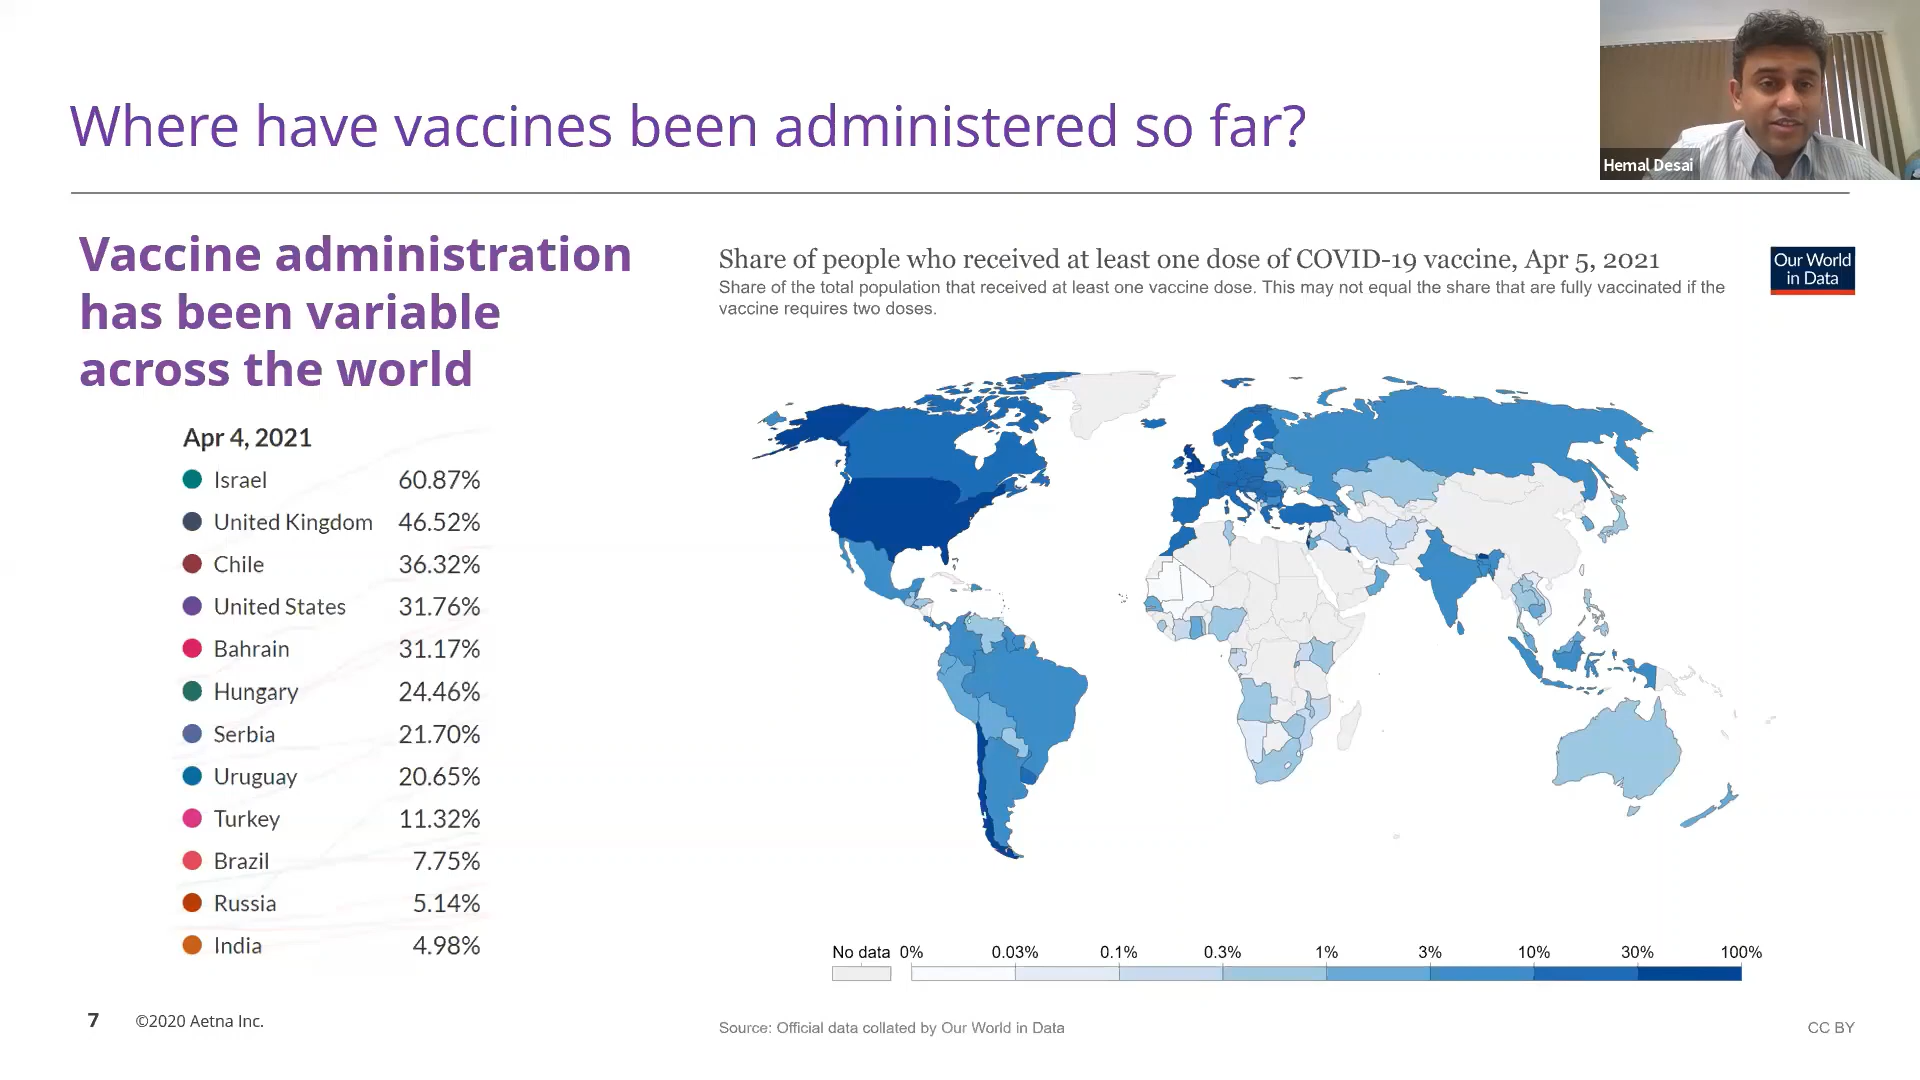 Where have vaccines been administered so far?
Hemal Desai
Vaccine administration
has been variable
across the world
Apr 4, 2021
Israel 60.87%
United Kingdom 46.52%
Chile 36.32%
United States 31.76%
Bahrain 31.17%
Hungary 24.46%
Serbia 21.70%
Uruguay 20.65%
Turkey 11.32%
Brazil 7.75%
Russia 5.14%
India 4.98%
Share of people who received at least one dose of COVID-19 vaccine, Apr 5, 2021
Share of the total population that received at least one vaccine dose. This may not equal the share that are fully vaccinated if the
vaccine requires two doses.
Our World
in Data
No data 0% 0.03% 0.1% 0.3% 1% 3% 10% 30% 100%
7 ©2020 Aetna Inc.
Source: Official data collated by Our World in Data
CC BY